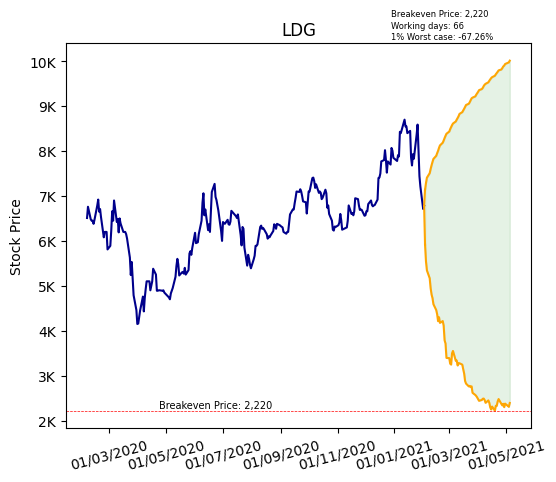 Breakeven Price: 2,220
Working days: 66
1% Worst case: -67.26%
LDG
10K
9K
8K
7K
6K
5K
4K
3K
2K
Stock Price
Breakeven Price: 2,220
01/03/2020
01/05/2020
01/07/2020
01/09/2020
01/11/2020
01/01/2021
01/03/2021
01/05/2021